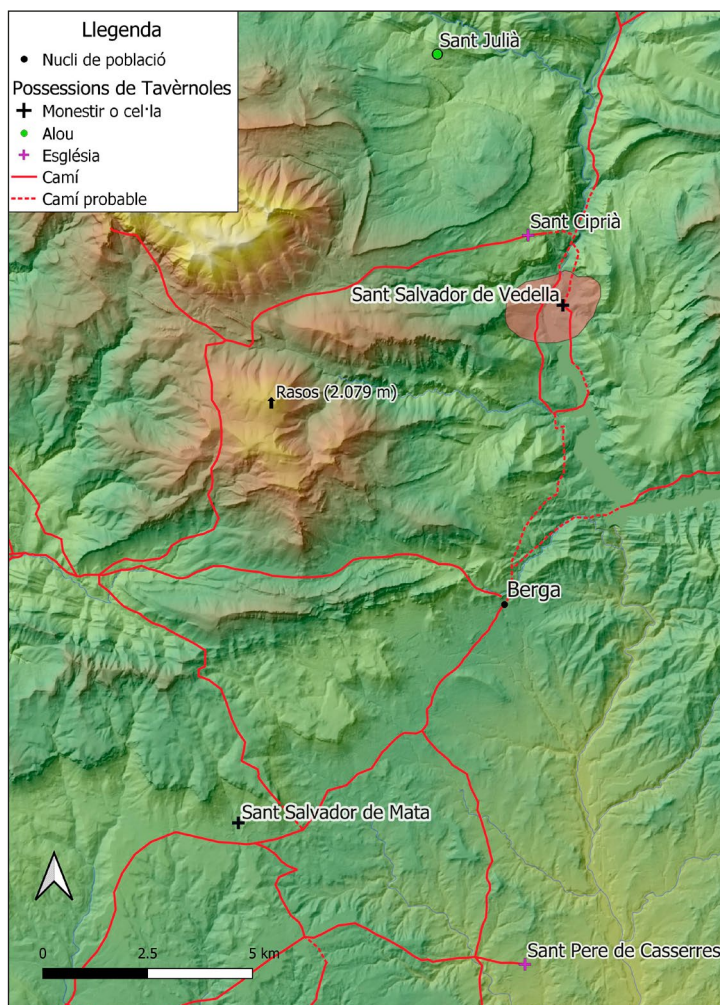 Llegenda
Nucli de població
Possessions de Tavèrnoles
Monestir o cel·la
Alou
Església
Camí
Camí probable
Sant Julià
Sant Ciprià
Sant Salvador de Vedella
Rasos (2.079 m)
Berga
Sant Salvador de Mata
Sant Pere de Casserres
0 2.5 5 km